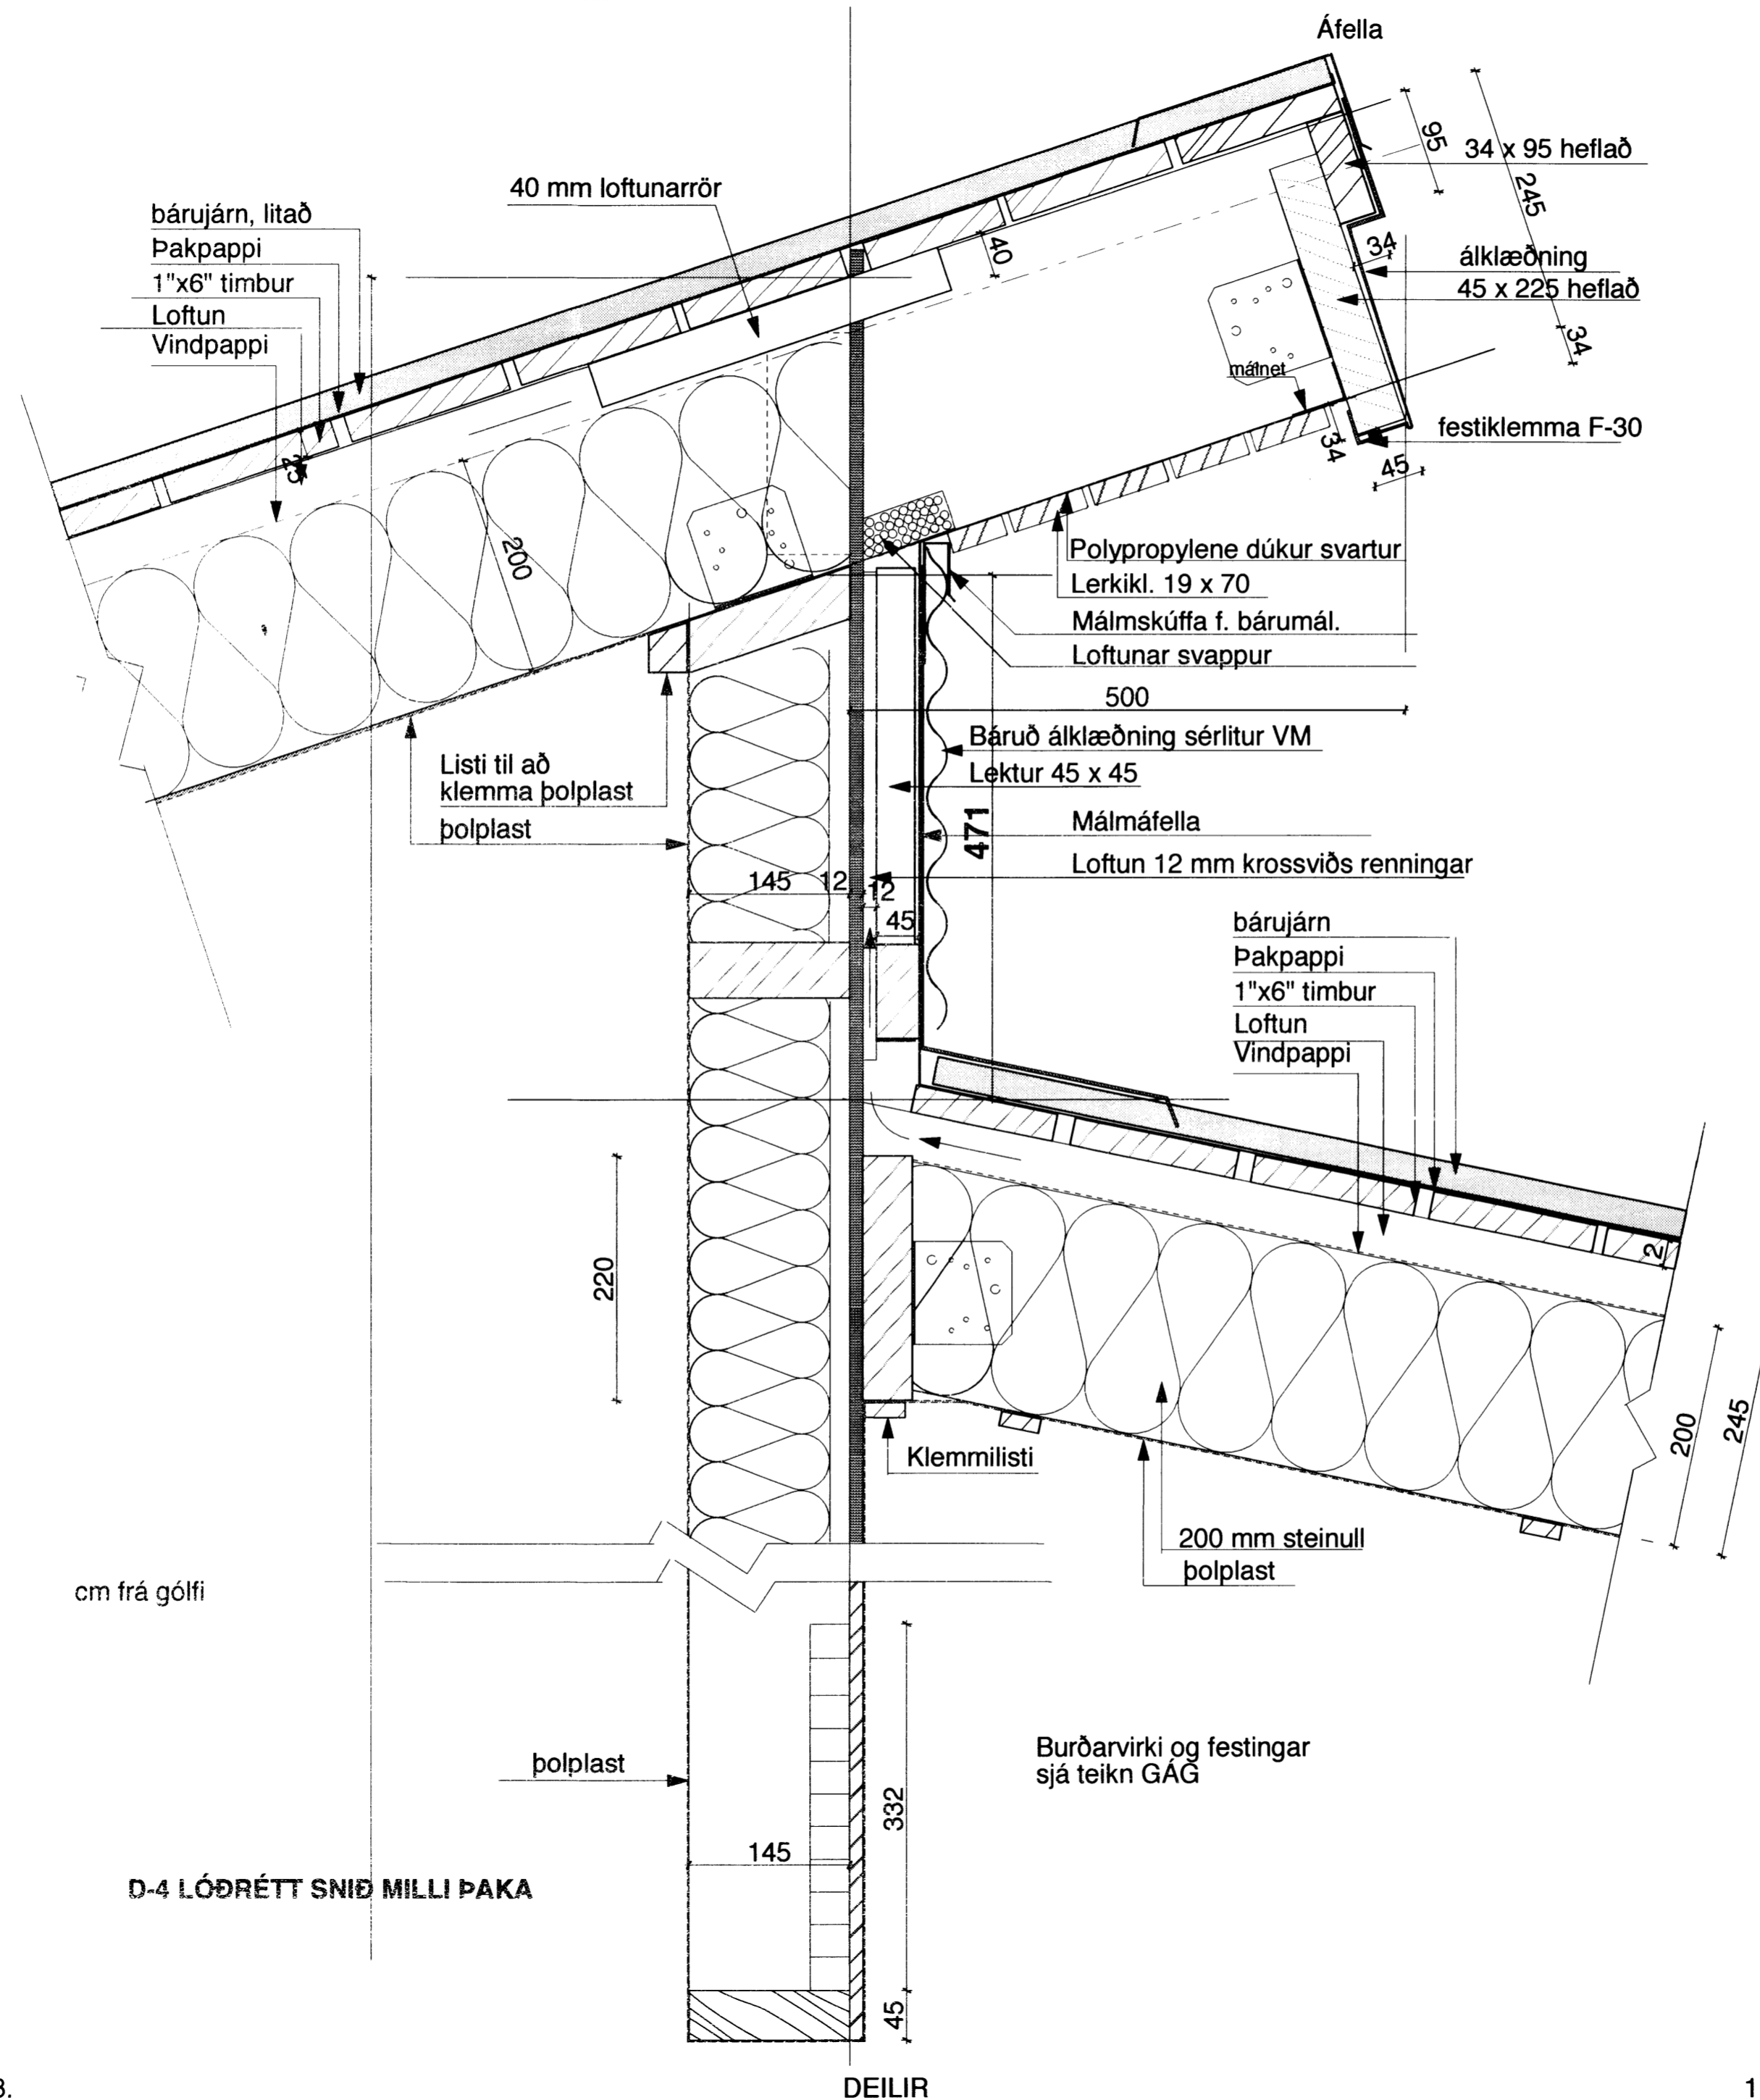 Áfella
95
34 x 95 heflað
245
40 mm loftunarrör
bárujárn, litað
Þakpappi
1"x6" timbur
Loftun
Vindpappi
40
34
álklæðning
45 x 225 heflað
34
málnet
festiklemma F-30
34
45
25
200
Polypropylene dúkur svartur
Lerkikl. 19 x 70
Málmskúffa f. bárumál.
Loftunar svappur
500
Báruð álklæðning sérlitur VM
Lektur 45 x 45
Listi til að
klemma þolplast
þolplast
471
Málmáfella
Loftun 12 mm krossviðs renningar
145
12
12
45
bárujárn
Þakpappi
1"x6" timbur
Loftun
Vindpappi
220
2
200
245
Klemmilisti
200 mm steinull
þolplast
cm frá gólfi
Burðarvirki og festingar
sjá teikn GÁG
þolplast
332
145
D-4 LÓÐRÉTT SNIÐ MILLI ÞAKA
45
DEILIR
1